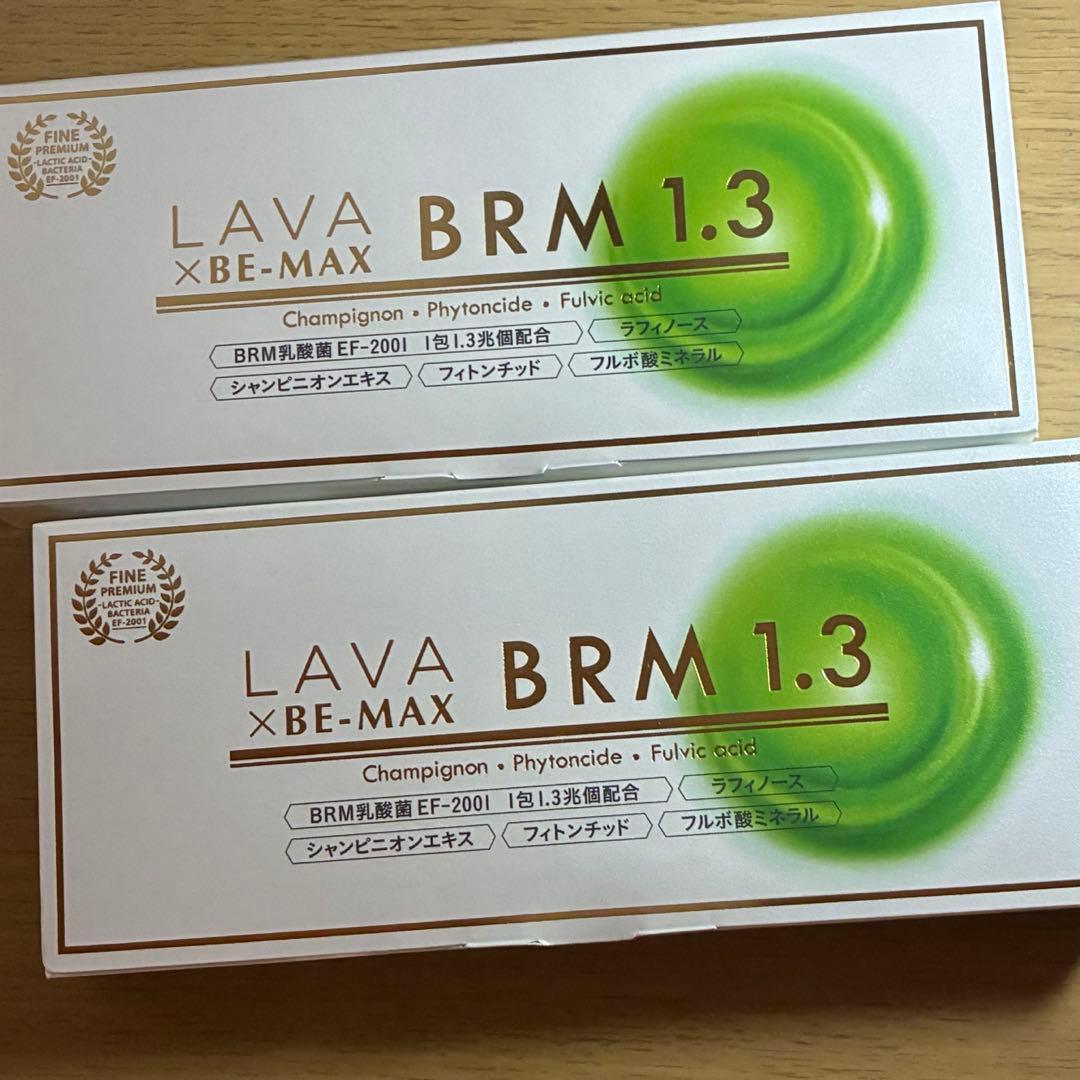 FINE
PREMIUM
-LACTIC ACID-
BACTERIA
EF-2001
LAVA
×BE-MAX
BRM 1.3
Champignon • Phytoncide • Fulvic acid
BRM乳酸菌 EF-2001 1包1.3兆個配合
ラフィノース
シャンピニオンエキス
フィトンチッド
フルボ酸ミネラル
FINE
PREMIUM
-LACTIC ACID-
BACTERIA
EF-2001
LAVA
×BE-MAX
BRM 1.3
Champignon • Phytoncide • Fulvic acid
BRM乳酸菌 EF-2001 1包1.3兆個配合
ラフィノース
シャンピニオンエキス
フィトンチッド
フルボ酸ミネラル